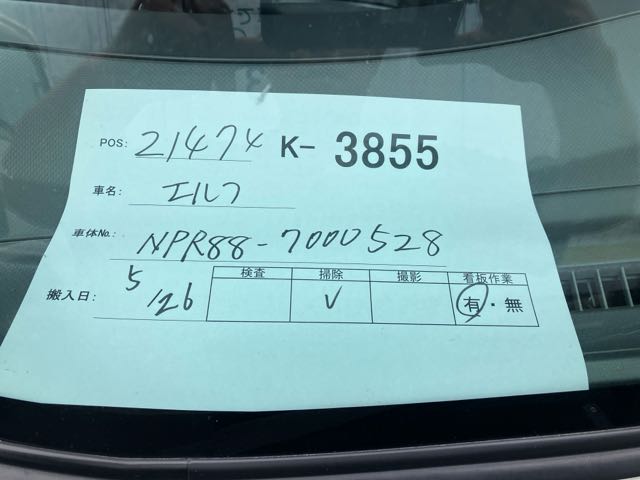 POS: 21474 K- 3855
車名: エルフ
車体No.: NPR88-7000528
搬入日: 5/26
検査 掃除 撮影 看板作業
✓ 有・無